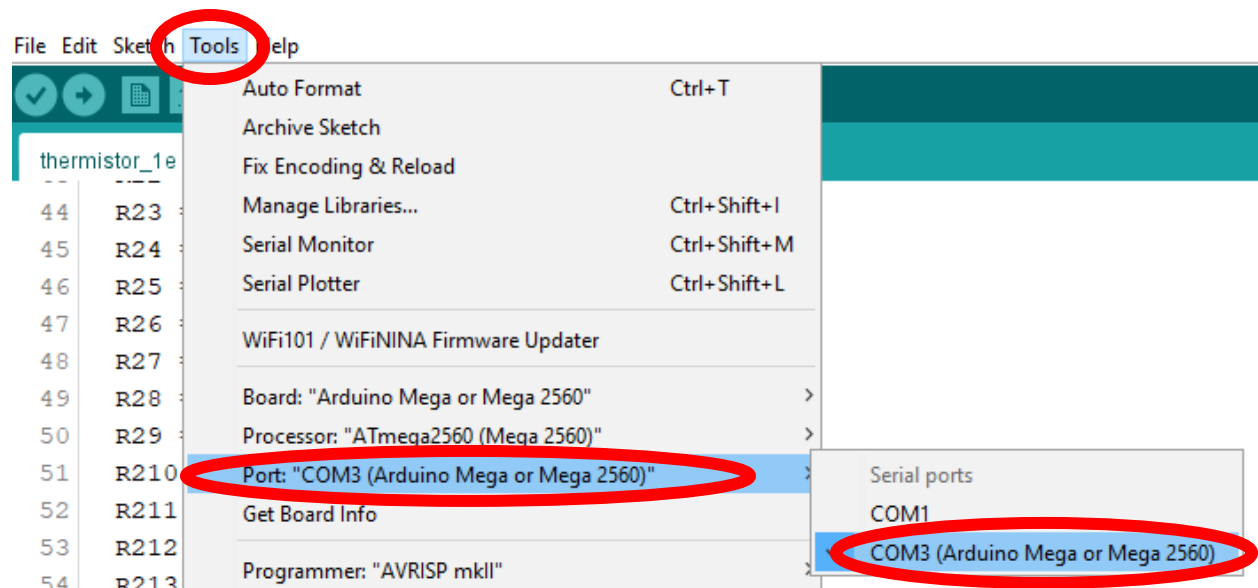 File Edit Sketch Tools Help
Auto Format Ctrl+T
Archive Sketch
thermistor_1e
Fix Encoding & Reload
44 R23
Manage Libraries... Ctrl+Shift+I
45 R24
Serial Monitor Ctrl+Shift+M
46 R25
Serial Plotter Ctrl+Shift+L
47 R26
WiFi101 / WiFiNINA Firmware Updater
48 R27
49 R28
Board: "Arduino Mega or Mega 2560"
50 R29
Processor: "ATmega2560 (Mega 2560)"
51 R210
Port: "COM3 (Arduino Mega or Mega 2560)"
Serial ports
52 R211
Get Board Info
COM1
53 R212
COM3 (Arduino Mega or Mega 2560)
54 R213
Programmer: "AVRISP mkII"